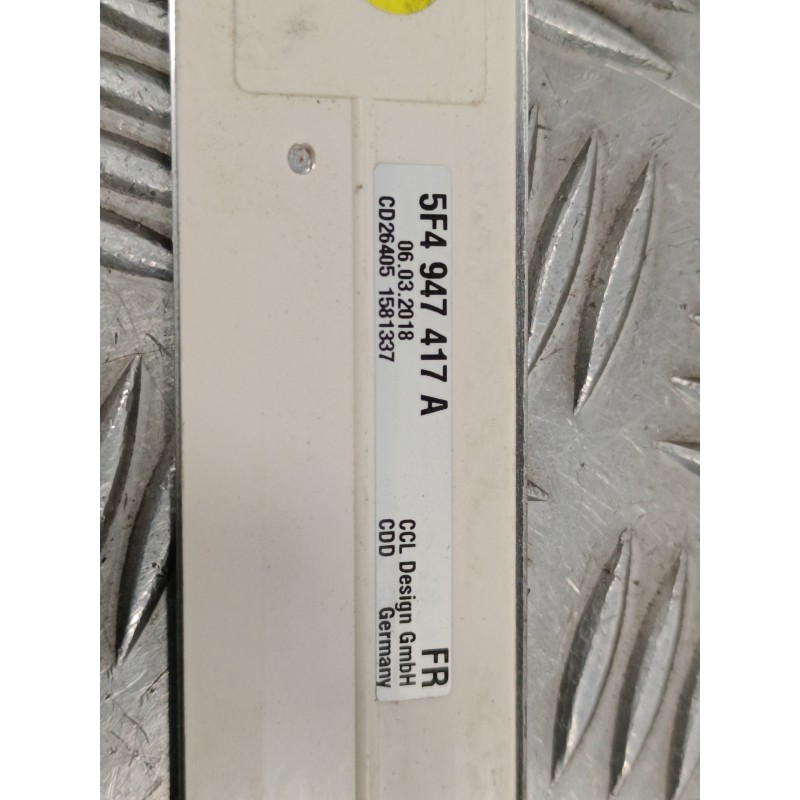 5F4 947 417 A FR
06.03.2018 CCL Design GmbH
CD26405 1581337 CDD Germany